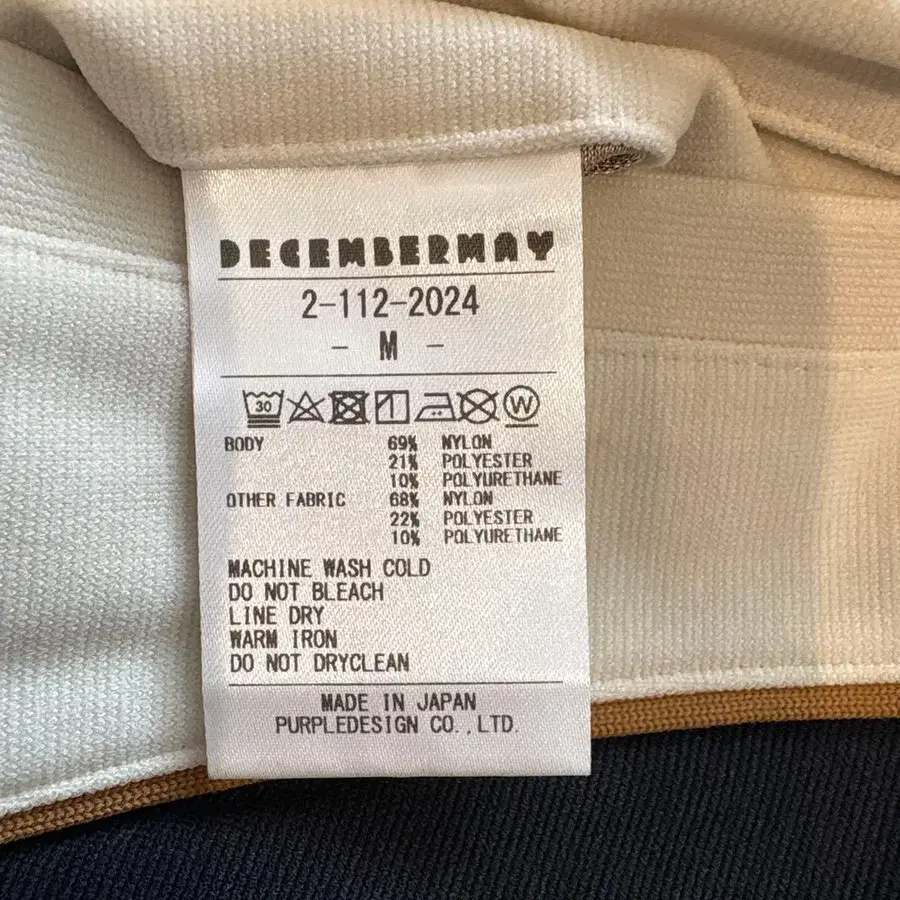 DECEMBERMAY
2-112-2024
- M -
30 W
BODY 69% NYLON
21% POLYESTER
10% POLYURETHANE
OTHER FABRIC 68% NYLON
22% POLYESTER
10% POLYURETHANE
MACHINE WASH COLD
DO NOT BLEACH
LINE DRY
WARM IRON
DO NOT DRYCLEAN
MADE IN JAPAN
PURPLEDESIGN CO.,LTD.